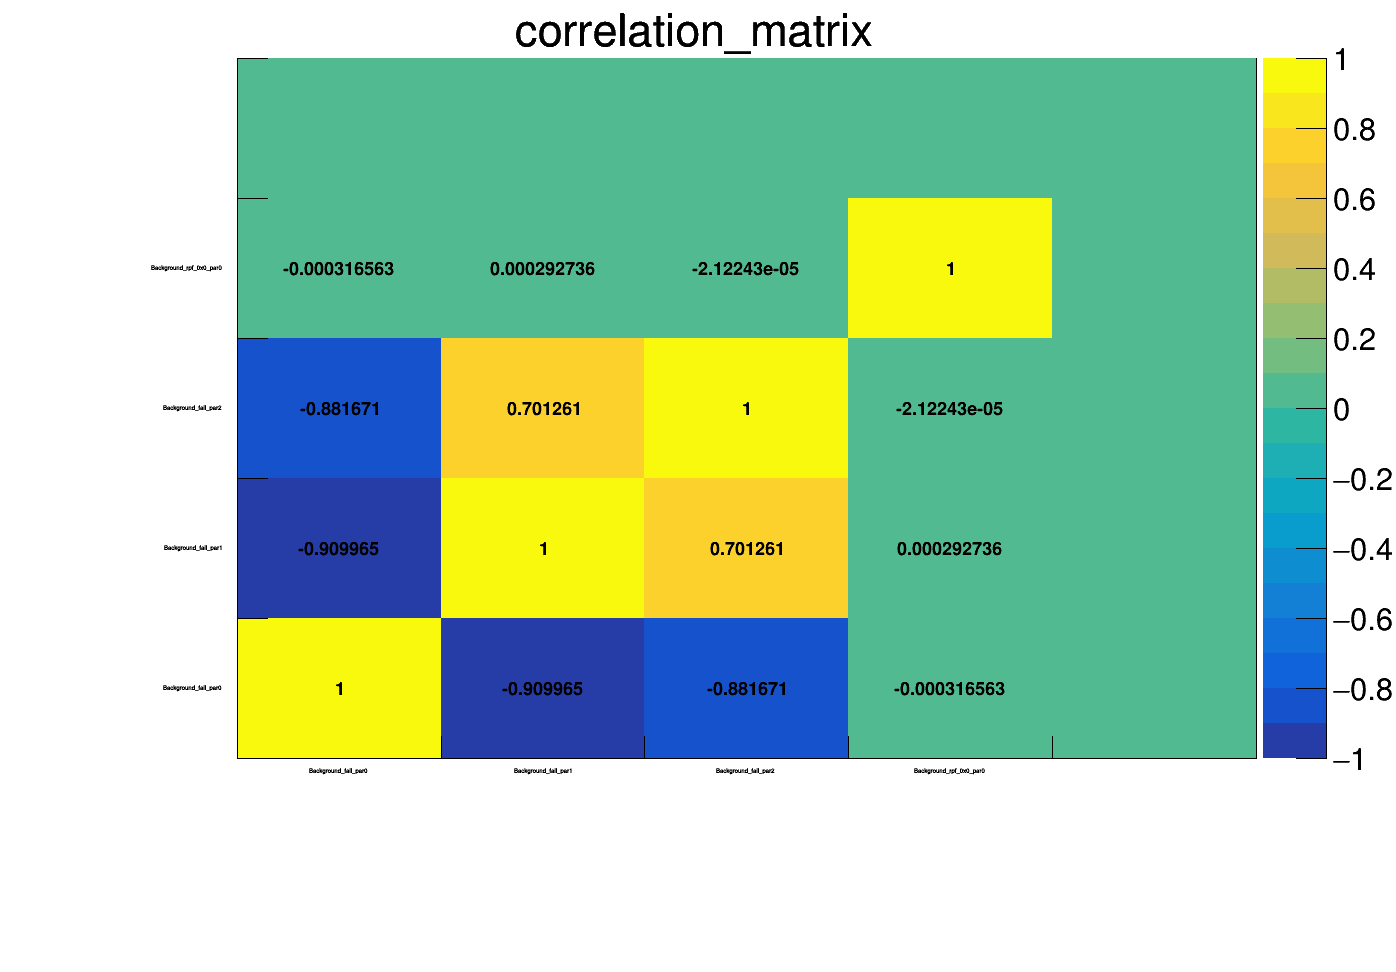 correlation_matrix
1
0.8
0.6
0.4
0.2
0
−0.2
−0.4
−0.6
−0.8
−1
Background_rpf_0x0_par0 -0.000316563 0.000292736 -2.12243e-05 1
Background_fail_par2 -0.881671 0.701261 1 -2.12243e-05
Background_fail_par1 -0.909965 1 0.701261 0.000292736
Background_fail_par0 1 -0.909965 -0.881671 -0.000316563
Background_fail_par0 Background_fail_par1 Background_fail_par2 Background_rpf_0x0_par0